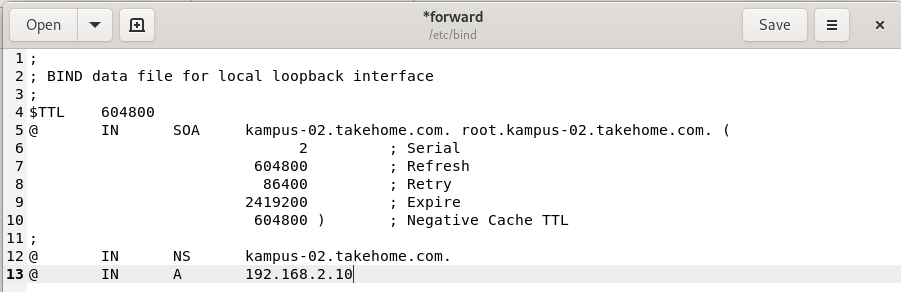 Open
*forward
/etc/bind
Save
1 ;
2 ; BIND data file for local loopback interface
3 ;
4 $TTL    604800
5 @       IN      SOA     kampus-02.takehome.com. root.kampus-02.takehome.com. (
6                               2         ; Serial
7                          604800         ; Refresh
8                           86400         ; Retry
9                         2419200         ; Expire
10                         604800 )       ; Negative Cache TTL
11 ;
12 @       IN      NS      kampus-02.takehome.com.
13 @       IN      A       192.168.2.10